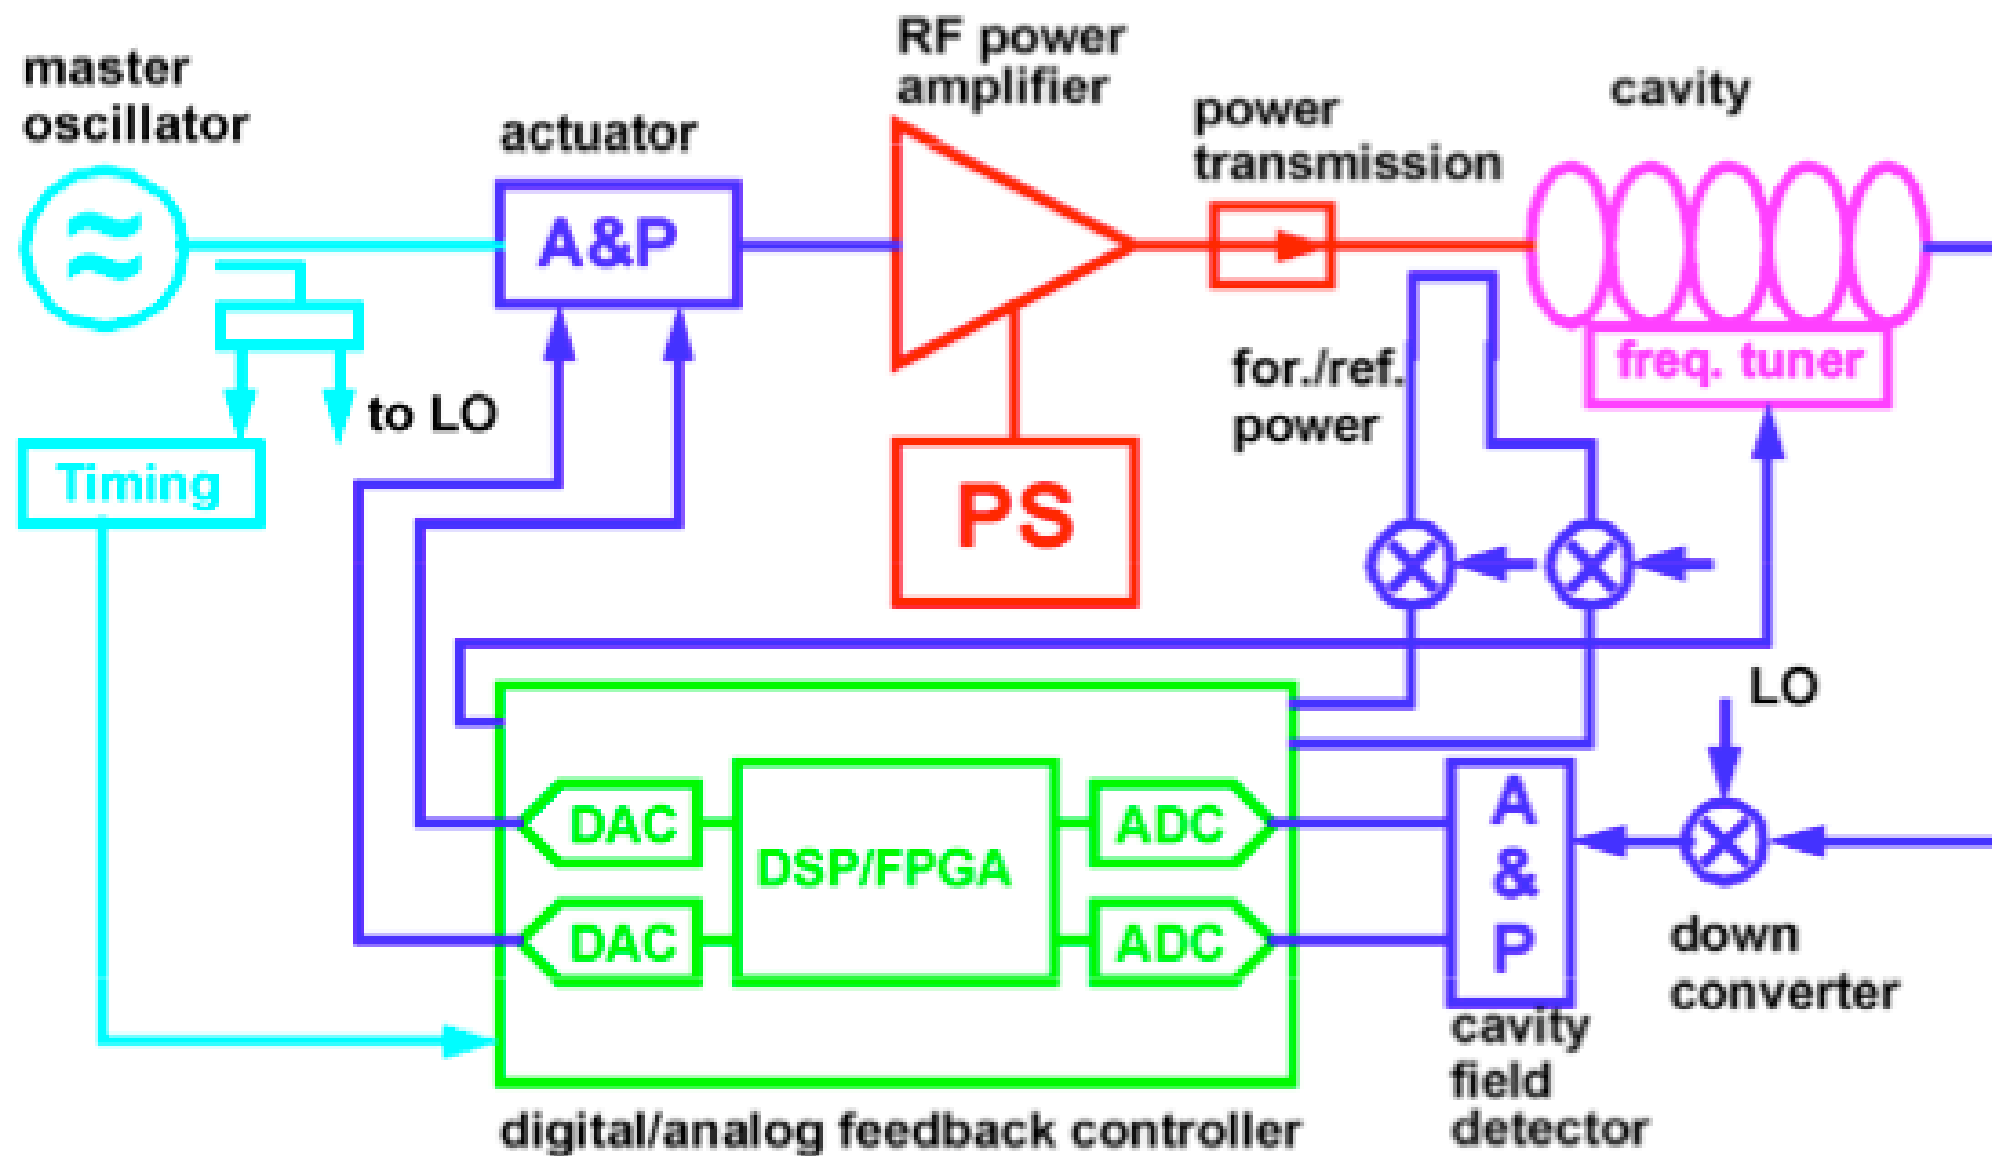 master
oscillator
actuator
RF power
amplifier
power
transmission
cavity
A&P
freq. tuner
for./ref.
power
to LO
Timing
PS
LO
DAC
DSP/FPGA
ADC
DAC
ADC
A
&
P
down
converter
cavity
field
detector
digital/analog feedback controller